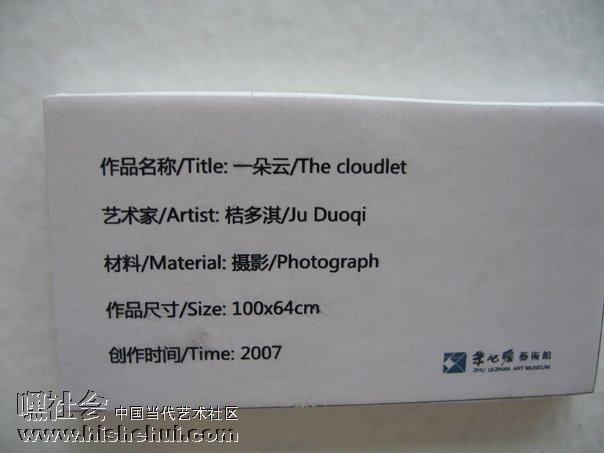 作品名称/Title: 一朵云/The cloudlet
艺术家/Artist: 桔多淇/Ju Duoqi
材料/Material: 摄影/Photograph
作品尺寸/Size: 100x64cm
创作时间/Time: 2007
朱屺瞻藝術館
ZHU QIZHAN ART MUSEUM
嘿社会 中国当代艺术社区
www.hishehui.com